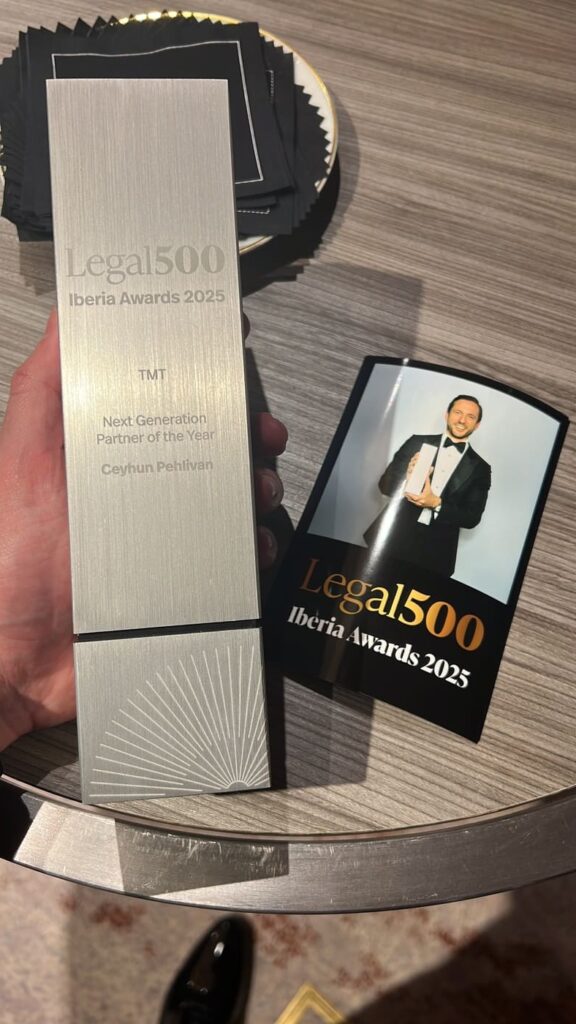 Legal500
Iberia Awards 2025
TMT
Next Generation
Partner of the Year
Ceyhun Pehlivan
Legal500
Iberia Awards 2025